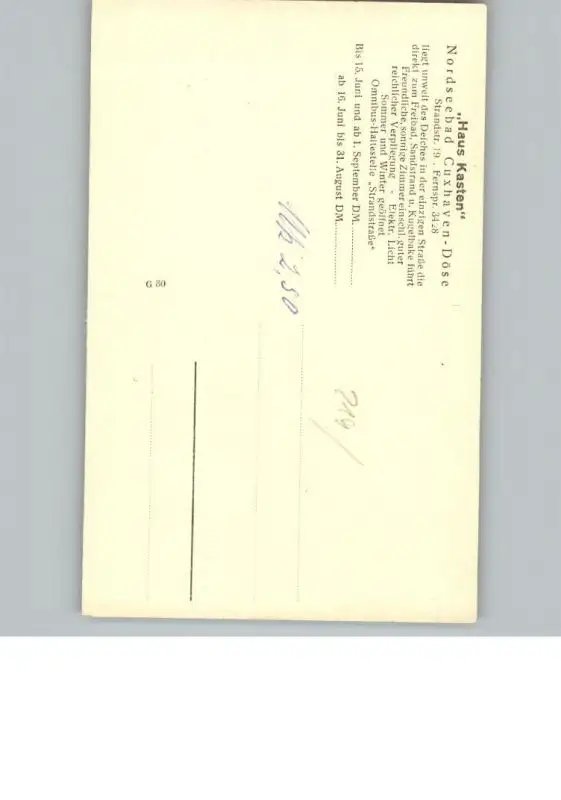 „Haus Kasten“
Nordseebad Cuxhaven-Döse
Strandstr. 19 . Fernspr. 3428
liegt unweit des Deiches in der einzigen Straße die
direkt zum Freibad, Sandstrand u. Kugelbake führt
Freundliche, sonnige Zimmer einschl. guter
reichlicher Verpflegung - Elektr. Licht
Sommer und Winter geöffnet
Omnibus-Haltestelle „Strandstraße“
Bis 15. Juni und ab 1. September DM.
ab 16. Juni bis 31. August DM.
2,50
G 80